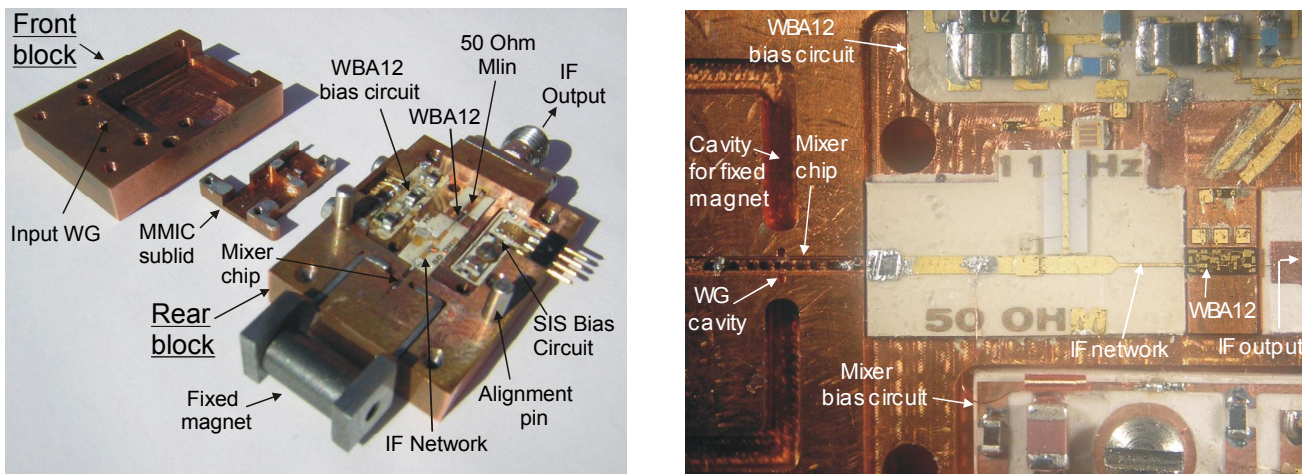 Front
block
Input WG
MMIC
sublid
Mixer
chip
Rear
block
Fixed
magnet
WBA12
bias circuit
WBA12
50 Ohm
Mlin
IF
Output
SIS Bias
Circuit
Alignment
pin
IF Network
WBA12
bias circuit
Cavity
for fixed
magnet
Mixer
chip
WG
cavity
Hz
50 OHM
WBA12
IF network
IF output
Mixer
bias circuit